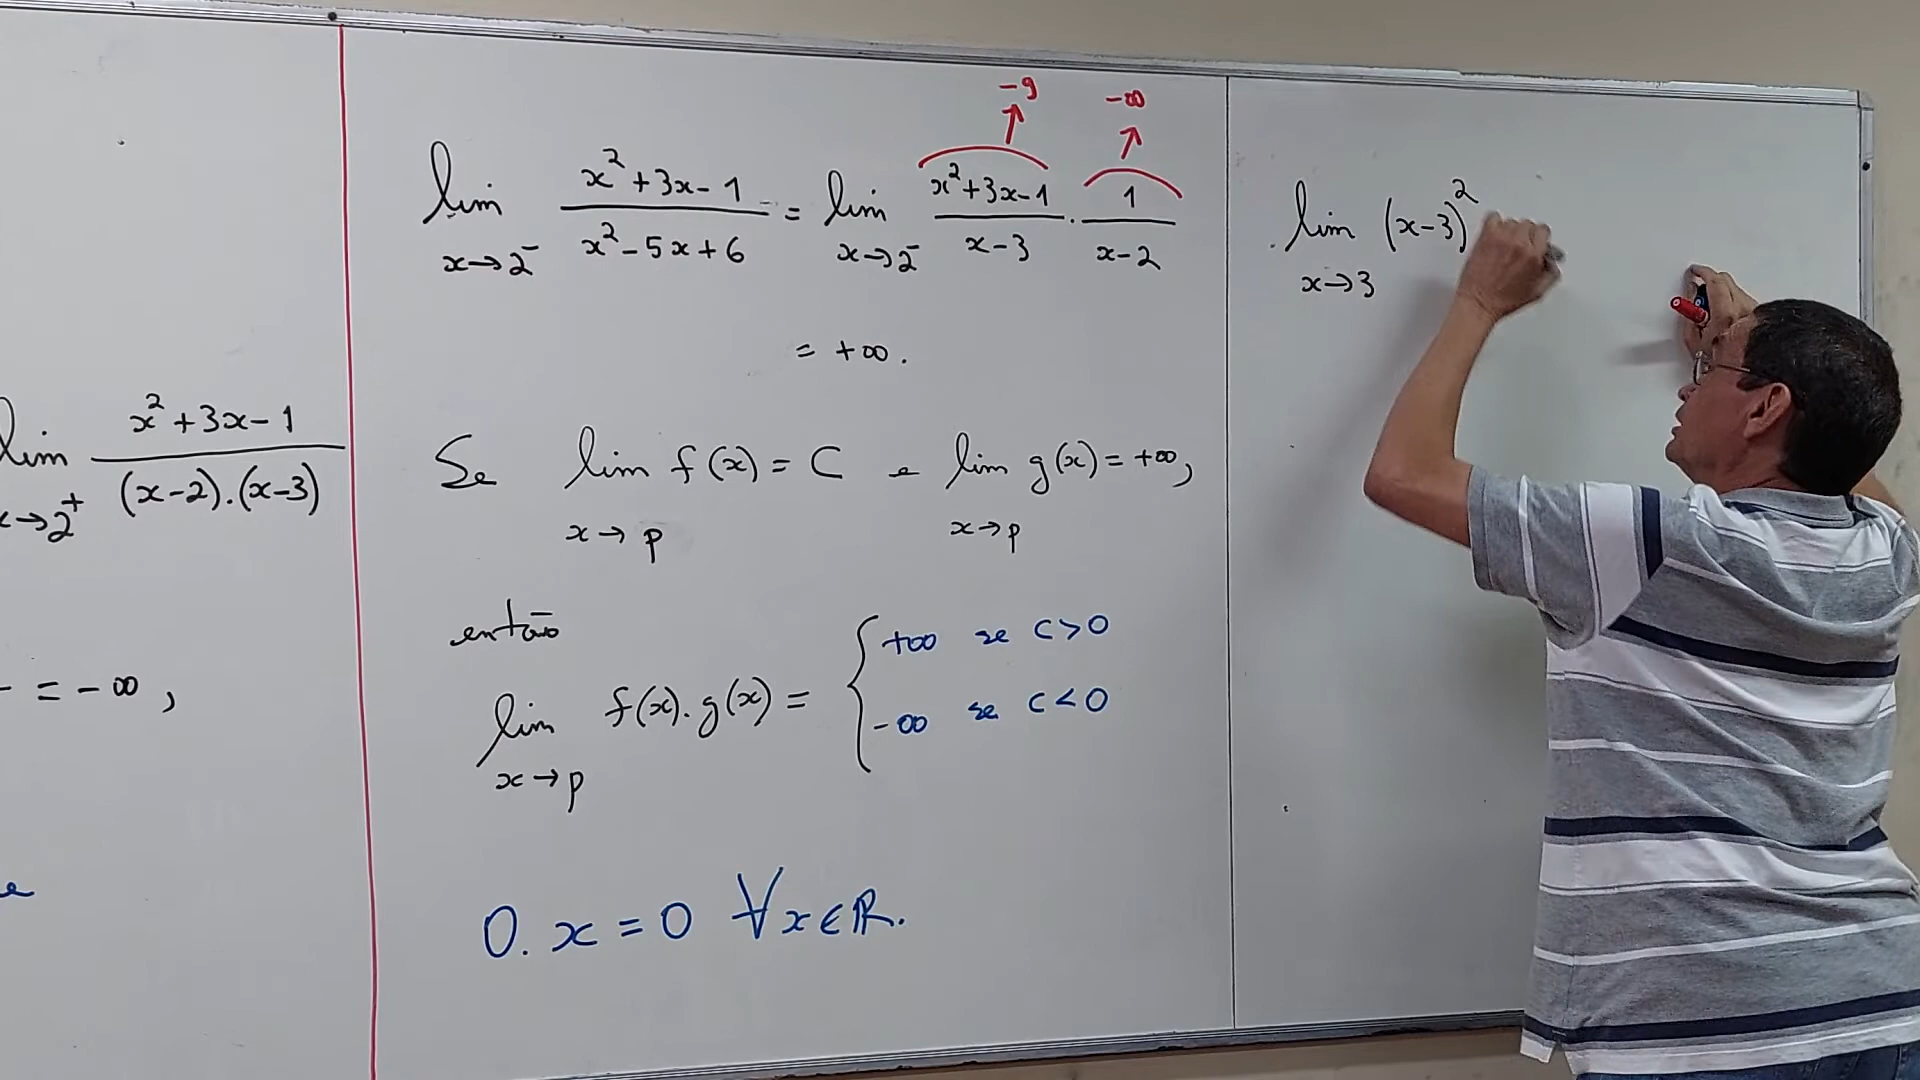 lim x→2⁺ (x²+3x-1)/((x-2).(x-3))
= -∞,
-9 -∞
lim x→2⁻ (x²+3x-1)/(x²-5x+6) = lim x→2⁻ (x²+3x-1)/(x-3) . 1/(x-2)
= +∞.
Se lim x→p f(x) = C e lim x→p g(x) = +∞,
então
lim x→p f(x).g(x) = { +∞ se C>0
-∞ se C<0
0.x = 0 ∀x∈ℝ.
lim x→3 (x-3)²